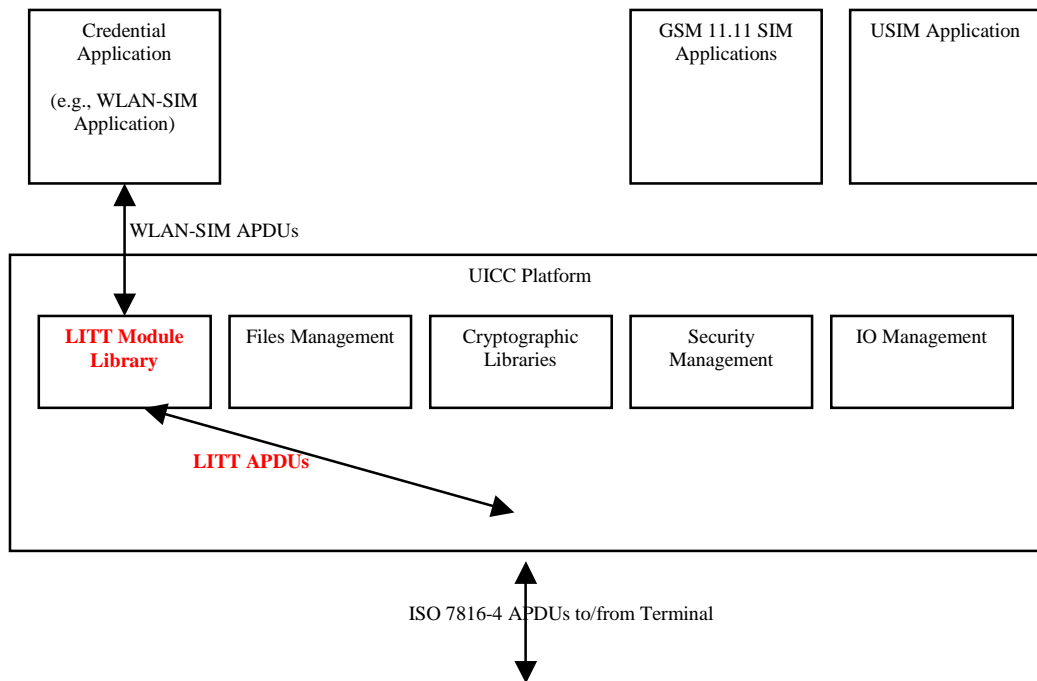 Credential
Application
(e.g., WLAN-SIM
Application)
GSM 11.11 SIM
Applications
USIM Application
WLAN-SIM APDUs
UICC Platform
LITT Module
Library
Files Management
Cryptographic
Libraries
Security
Management
IO Management
LITT APDUs
ISO 7816-4 APDUs to/from Terminal